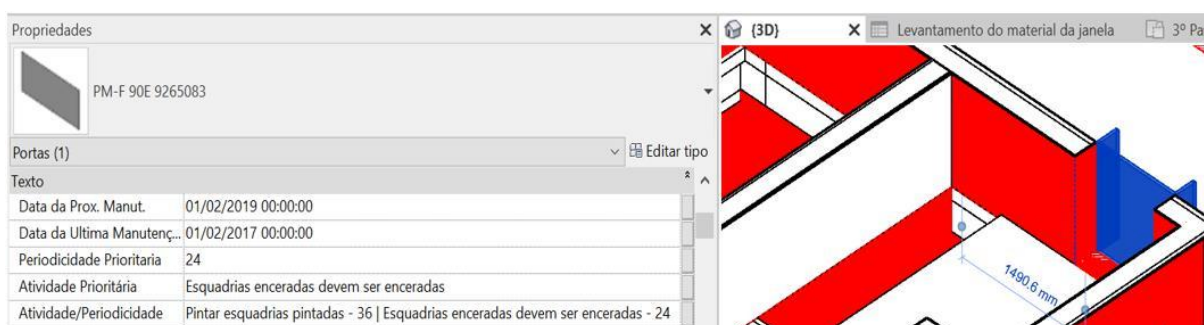 Propriedades
{3D}
Levantamento do material da janela
3º Pa
PM-F 90E 9265083
Portas (1)
Editar tipo
Texto
Data da Prox. Manut. 01/02/2019 00:00:00
Data da Ultima Manutenç... 01/02/2017 00:00:00
Periodicidade Prioritaria 24
Atividade Prioritária Esquadrias enceradas devem ser enceradas
Atividade/Periodicidade Pintar esquadrias pintadas - 36 | Esquadrias enceradas devem ser enceradas - 24
1490.6 mm